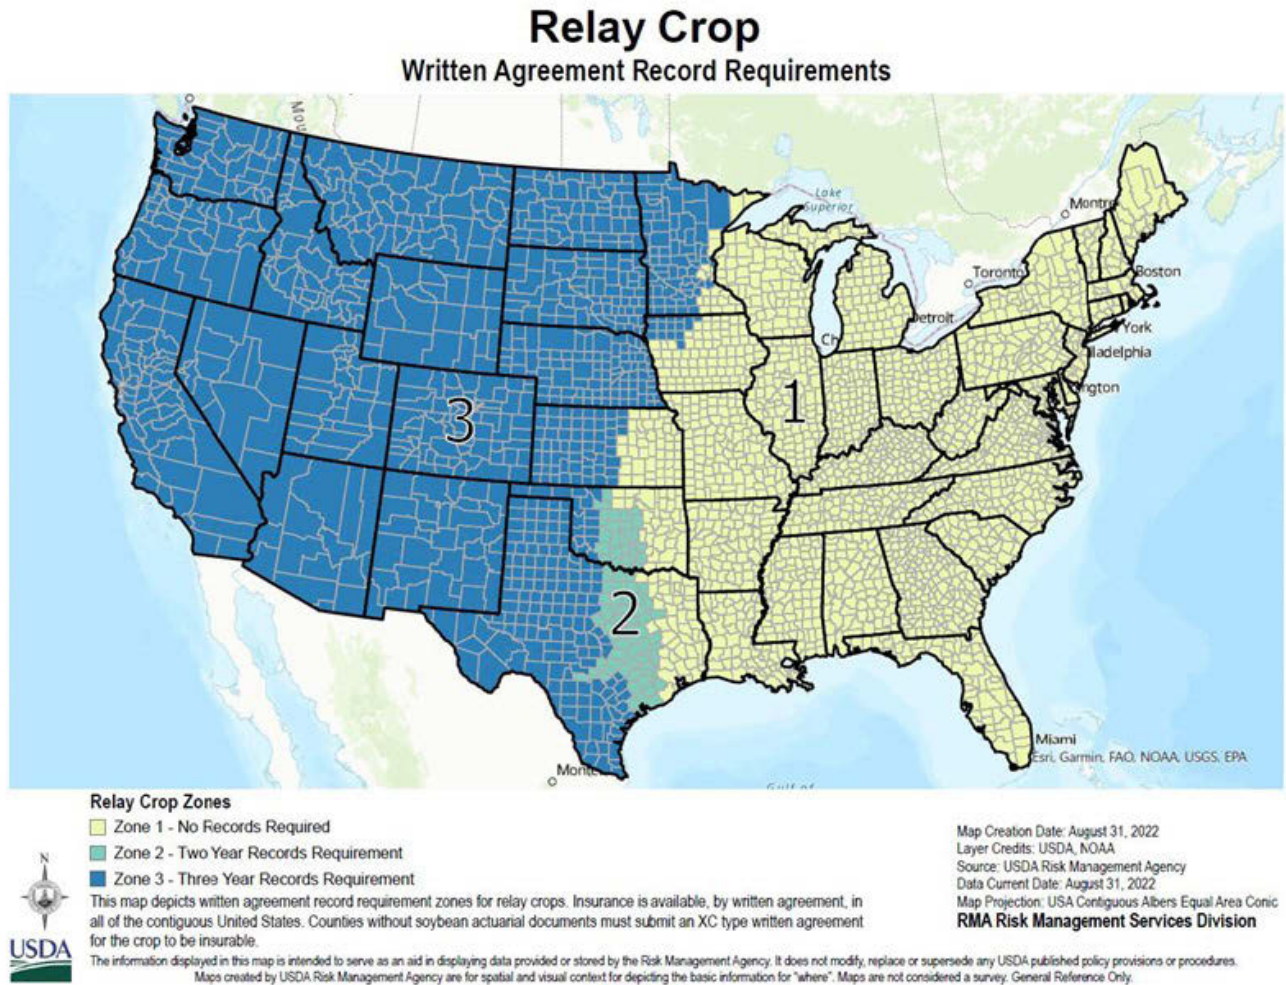 Relay Crop
Written Agreement Record Requirements
Mou
Lake
Superior
Montre
Toronto
Boston
Detroit
York
Ch
iladelphia
ngton
1
3
2
Miami
Esri, Garmin, FAO, NOAA, USGS, EPA
Monte
Gulf of
Relay Crop Zones
Zone 1 - No Records Required
Zone 2 - Two Year Records Requirement
Zone 3 - Three Year Records Requirement
Map Creation Date: August 31, 2022
Layer Credits: USDA, NOAA
Source: USDA Risk Management Agency
Data Current Date: August 31, 2022
Map Projection: USA Contiguous Albers Equal Area Conic
RMA Risk Management Services Division
N
This map depicts written agreement record requirement zones for relay crops. Insurance is available, by written agreement, in
all of the contiguous United States. Counties without soybean actuarial documents must submit an XC type written agreement
for the crop to be insurable.
USDA
The information displayed in this map is intended to serve as an aid in displaying data provided or stored by the Risk Management Agency. It does not modify, replace or supersede any USDA published policy provisions or procedures.
Maps created by USDA Risk Management Agency are for spatial and visual context for depicting the basic information for "where". Maps are not considered a survey. General Reference Only.